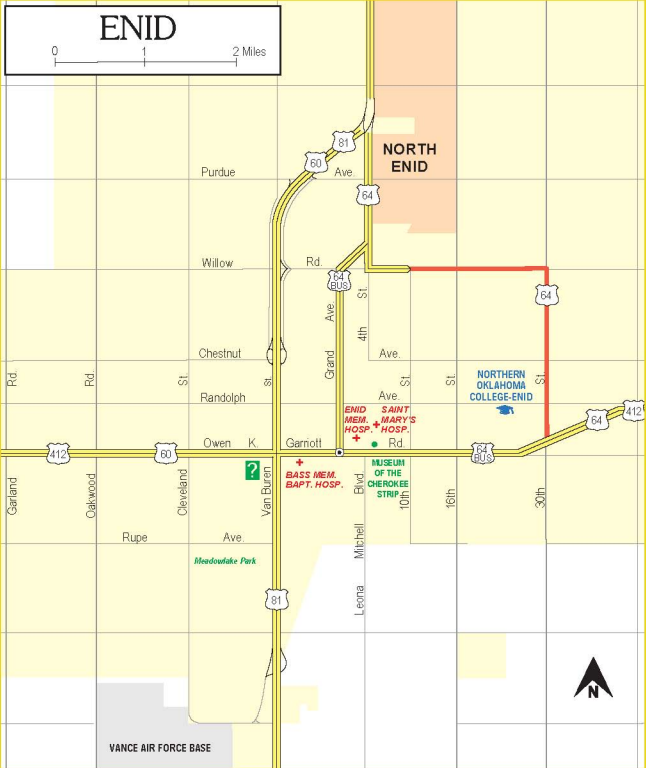 ENID
0 1 2 Miles
81
60
NORTH
ENID
Purdue Ave.
64
Willow Rd.
64
BUS
64
Ave.
St.
4th
Grand
Chestnut Ave.
Rd.
Rd.
St.
St.
St.
St.
St.
NORTHERN
OKLAHOMA
COLLEGE-ENID
Randolph Ave.
ENID
MEM.
HOSP.
SAINT
MARY'S
HOSP.
64
412
Owen K. Garriott Rd.
412
60
64
BUS
?
BASS MEM.
BAPT. HOSP.
MUSEUM
OF THE
CHEROKEE
STRIP
Garland
Oakwood
Cleveland
Van Buren
Blvd.
Mitchell
Leona
10th
16th
30th
Rupe Ave.
Meadowlake Park
81
N
VANCE AIR FORCE BASE